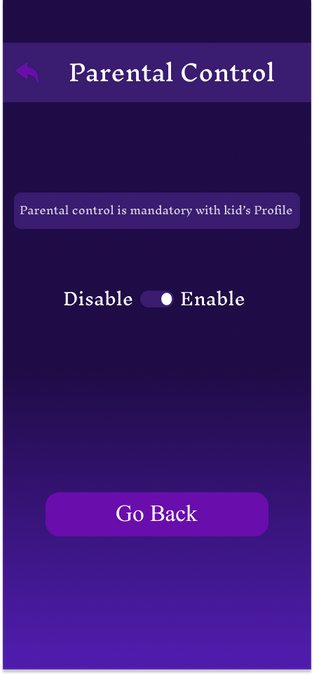 Parental Control
Parental control is mandatory with kid's Profile
Disable Enable
Go Back